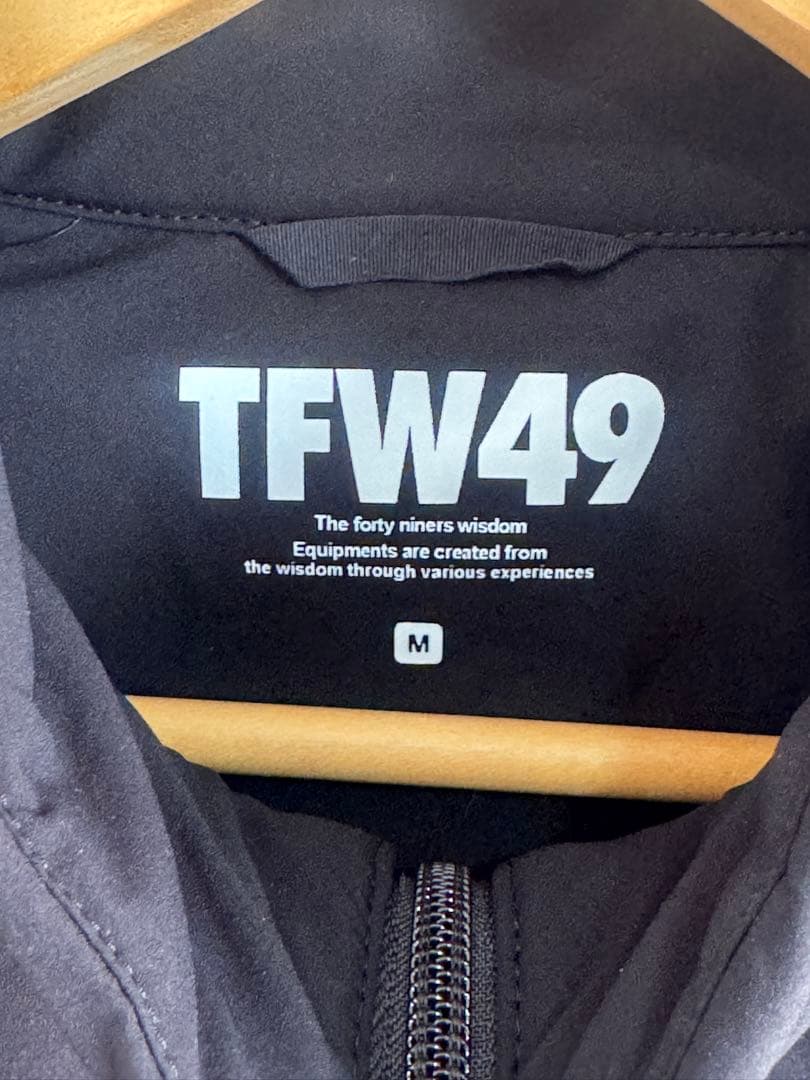 TFW49
The forty niners wisdom
Equipments are created from
the wisdom through various experiences
M